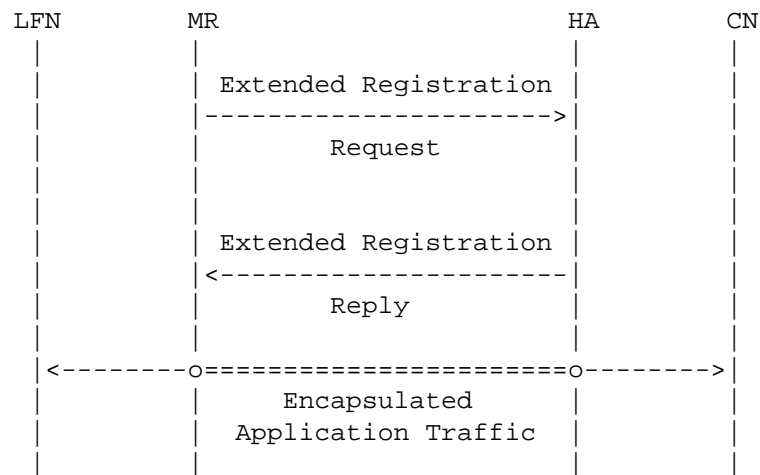 LFN MR HA CN
Extended Registration
Request
Extended Registration
Reply
Encapsulated
Application Traffic